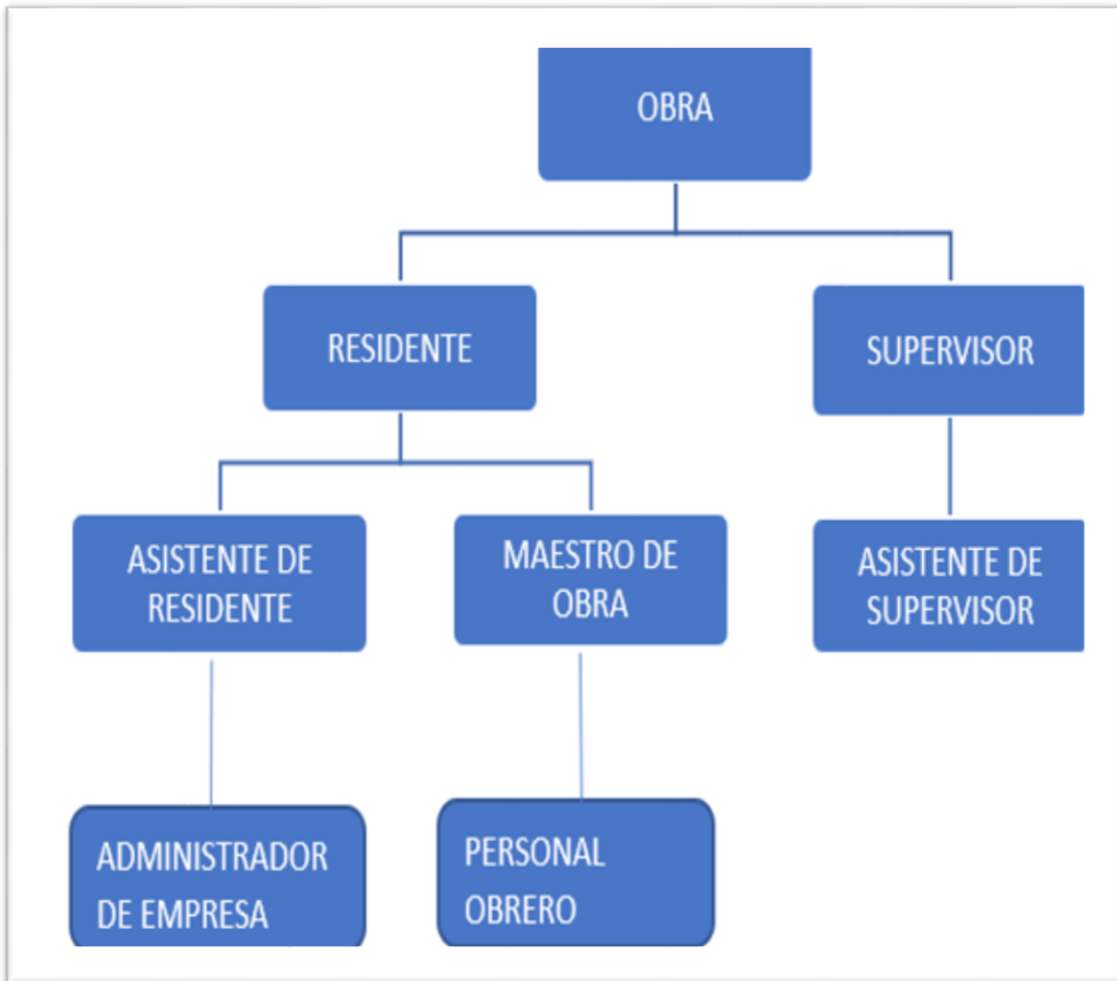 OBRA
RESIDENTE
SUPERVISOR
ASISTENTE DE
RESIDENTE
MAESTRO DE
OBRA
ASISTENTE DE
SUPERVISOR
ADMINISTRADOR
DE EMPRESA
PERSONAL
OBRERO